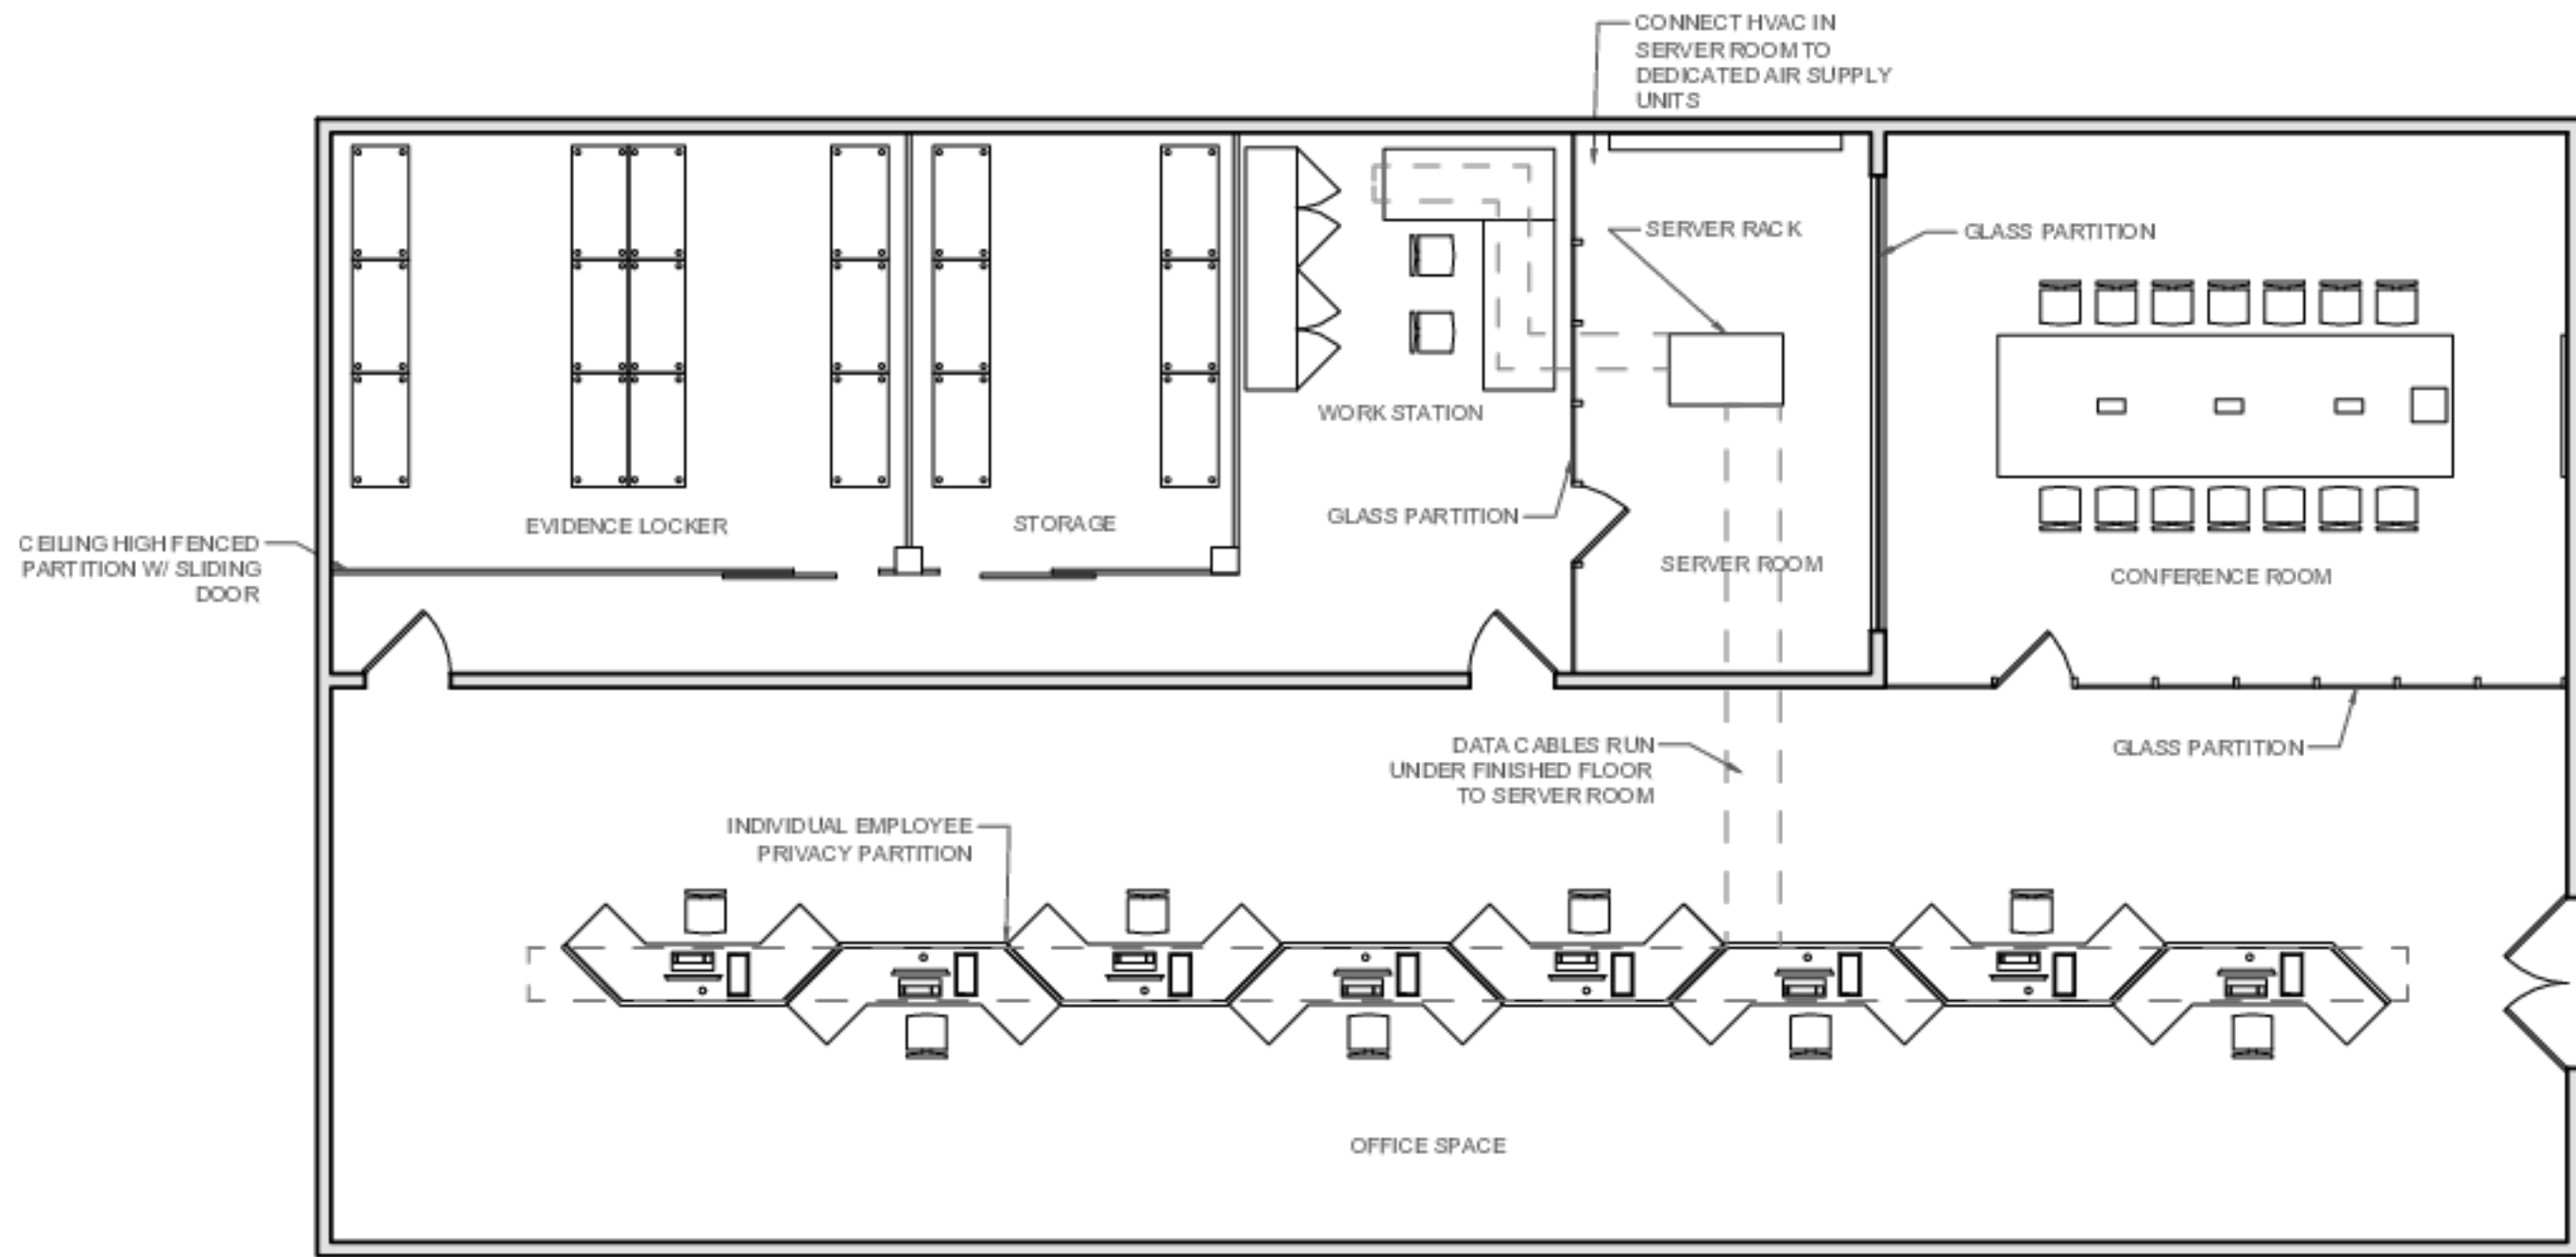 CONNECT HVAC IN
SERVER ROOM TO
DEDICATED AIR SUPPLY
UNITS
SERVER RACK
GLASS PARTITION
WORK STATION
GLASS PARTITION
EVIDENCE LOCKER
STORAGE
CEILING HIGH FENCED
PARTITION W/ SLIDING
DOOR
SERVER ROOM
CONFERENCE ROOM
DATA CABLES RUN
UNDER FINISHED FLOOR
TO SERVER ROOM
GLASS PARTITION
INDIVIDUAL EMPLOYEE
PRIVACY PARTITION
OFFICE SPACE